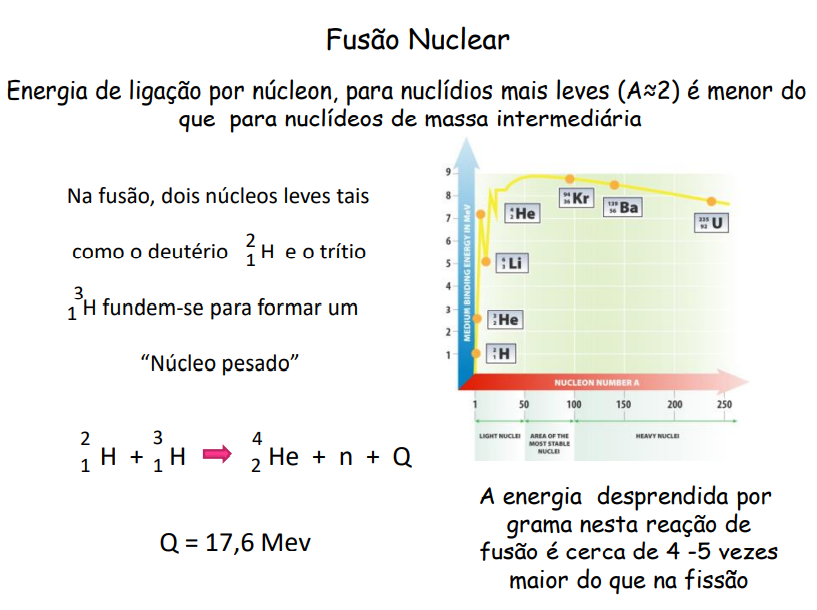 Fusão Nuclear
Energia de ligação por núcleon, para nuclídios mais leves (A≈2) é menor do
que para nuclídeos de massa intermediária
Na fusão, dois núcleos leves tais
como o deutério ²₁H e o trítio
³₁H fundem-se para formar um
“Núcleo pesado”
²₁H + ³₁H ➡ ⁴₂He + n + Q
Q = 17,6 Mev
MEDIUM BINDING ENERGY IN MeV
9
8
7
6
5
4
3
2
1
⁴₂He
⁹⁴₃₆Kr
¹³⁹₅₆Ba
²³⁵₉₂U
⁶₃Li
³₂He
²₁H
NUCLEON NUMBER A
1 50 100 150 200 250
LIGHT NUCLEI
AREA OF THE
MOST STABLE
NUCLEI
HEAVY NUCLEI
A energia desprendida por
grama nesta reação de
fusão é cerca de 4 -5 vezes
maior do que na fissão